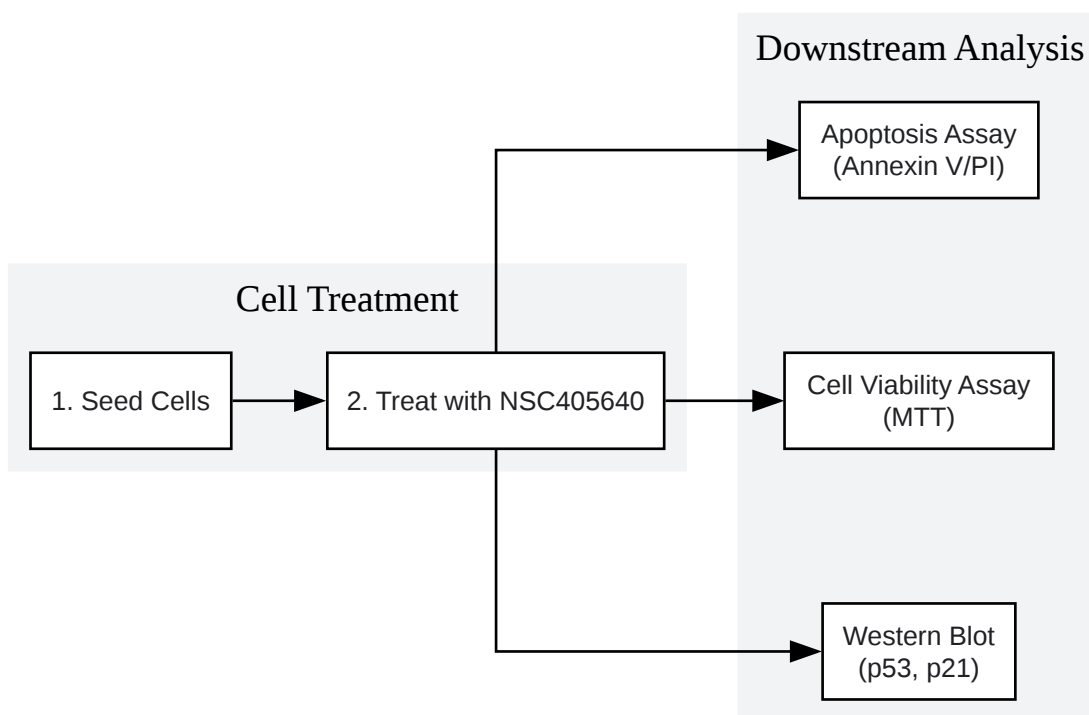 Downstream Analysis
Apoptosis Assay
(Annexin V/PI)
Cell Treatment
1. Seed Cells
2. Treat with NSC405640
Cell Viability Assay
(MTT)
Western Blot
(p53, p21)